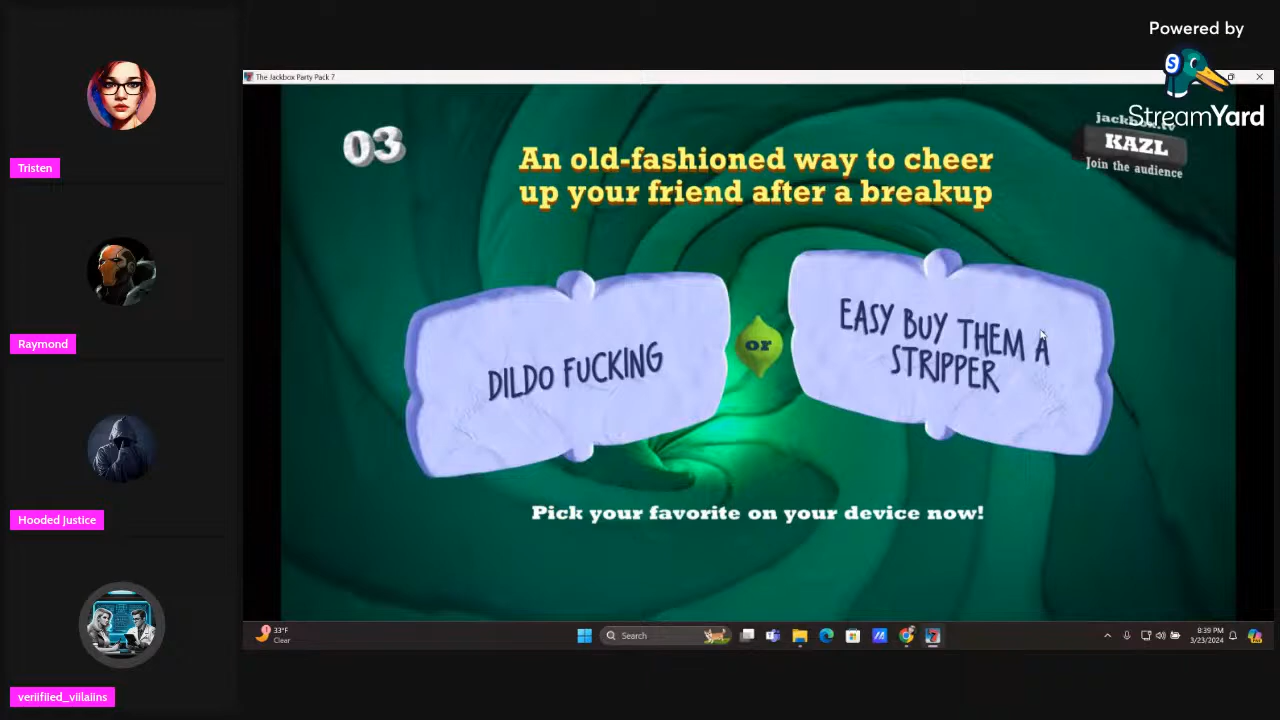 Powered by
StreamYard
The Jackbox Party Pack 7
jackbox.tv
KAZL
Join the audience
03
An old-fashioned way to cheer
up your friend after a breakup
DILDO FUCKING
or
EASY BUY THEM A
STRIPPER
Pick your favorite on your device now!
Tristen
Raymond
Hooded Justice
veriifiied_viilaiins
33°F
Clear
Search
8:39 PM
3/23/2024